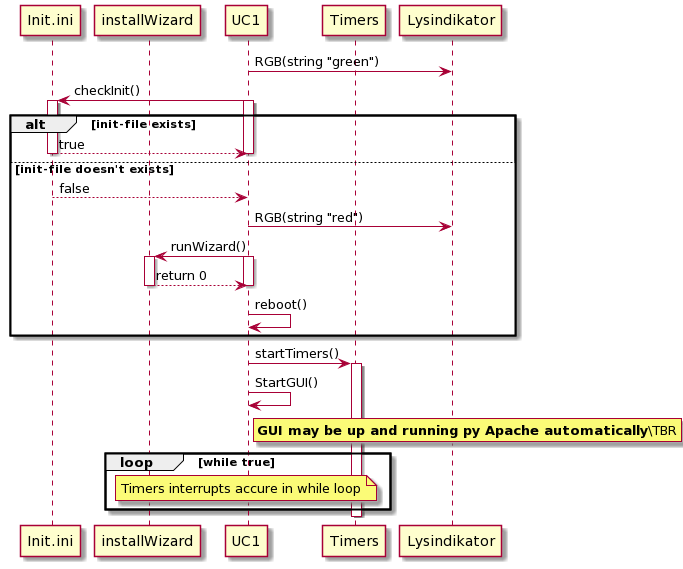 Init.ini installWizard UC1 Timers Lysindikator
RGB(string "green")
checkInit()
alt [init-file exists]
true
[init-file doesn't exists]
false
RGB(string "red")
runWizard()
return 0
reboot()
startTimers()
StartGUI()
GUI may be up and running py Apache automatically\TBR
loop [while true]
Timers interrupts accure in while loop
Init.ini installWizard UC1 Timers Lysindikator